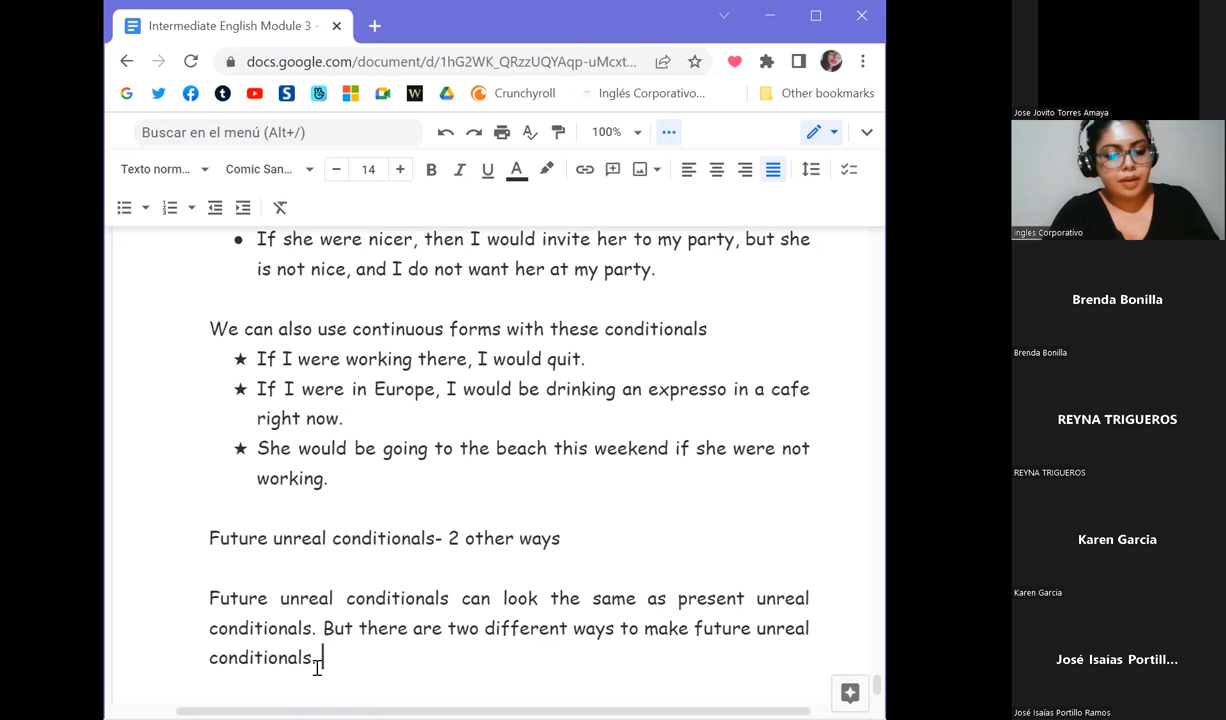 Intermediate English Module 3 -
docs.google.com/document/d/1hG2WK_QRzzUQYAqp-uMcxt...
Crunchyroll
Inglés Corporativo...
Other bookmarks
Buscar en el menú (Alt+/)
100%
Texto norm...
Comic San...
14
If she were nicer, then I would invite her to my party, but she
is not nice, and I do not want her at my party.
We can also use continuous forms with these conditionals
★ If I were working there, I would quit.
★ If I were in Europe, I would be drinking an expresso in a cafe
right now.
★ She would be going to the beach this weekend if she were not
working.
Future unreal conditionals- 2 other ways
Future unreal conditionals can look the same as present unreal
conditionals. But there are two different ways to make future unreal
conditionals.
Jose Jovito Torres Amaya
Ingles Corporativo
Brenda Bonilla
Brenda Bonilla
REYNA TRIGUEROS
REYNA TRIGUEROS
Karen García
Karen Garcia
José Isaías Portill...
José Isaías Portillo Ramos